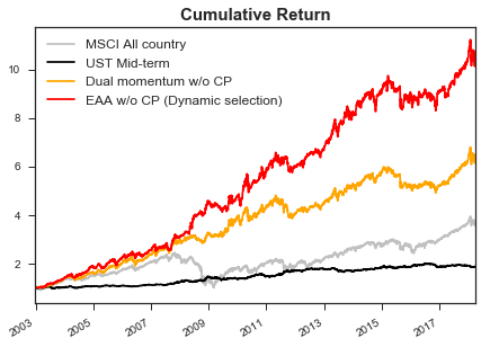 Cumulative Return
MSCI All country
UST Mid-term
Dual momentum w/o CP
EAA w/o CP (Dynamic selection)
10
8
6
4
2
2003
2005
2007
2009
2011
2013
2015
2017